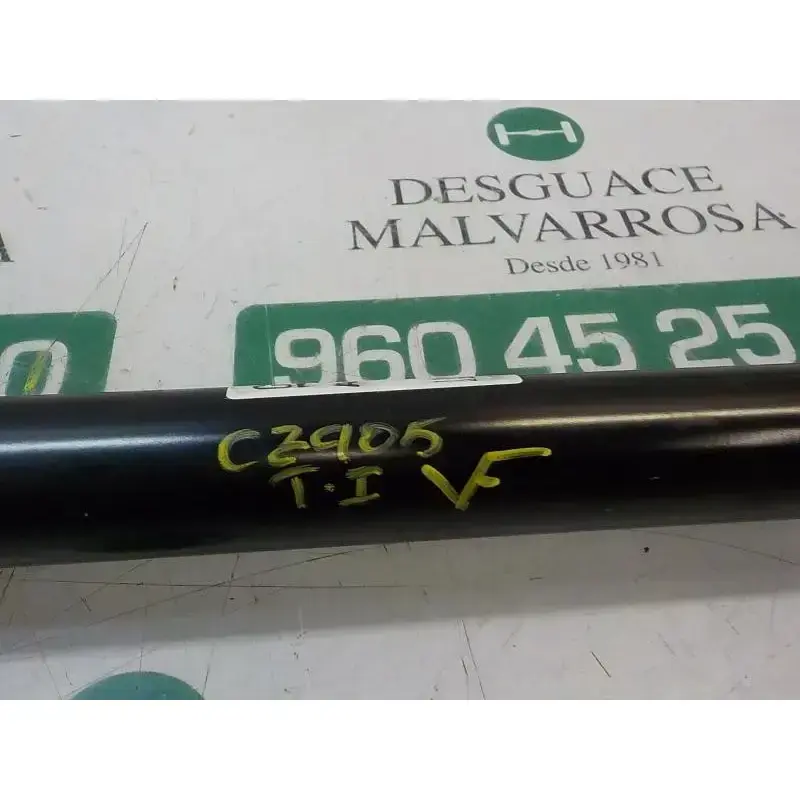 DESGUACE
MALVARROSA
Desde 1981
960 45 25
C2905
T.I VF